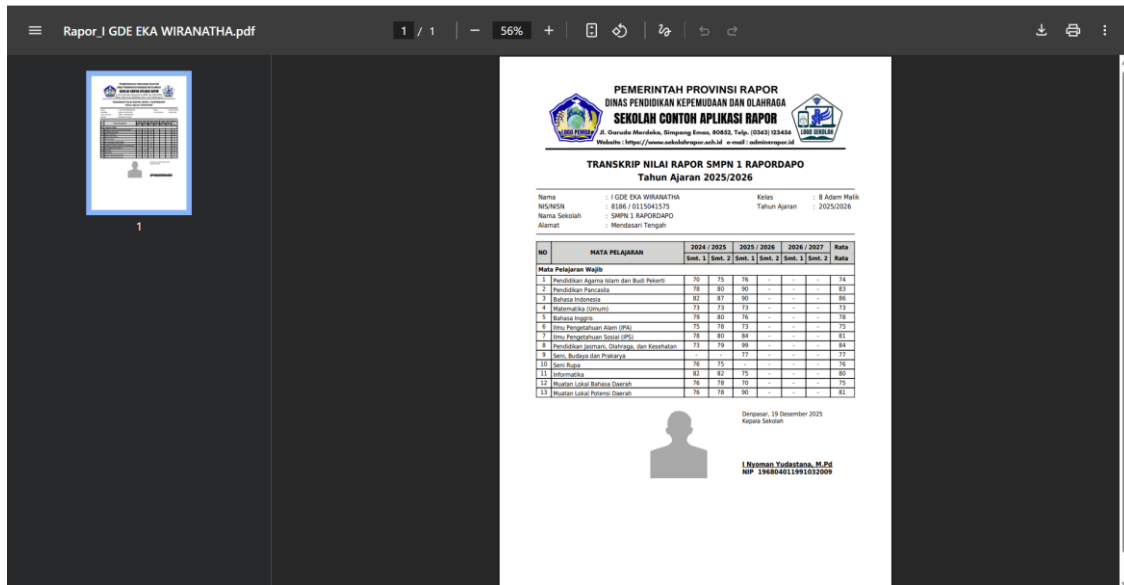 Rapor_I GDE EKA WIRANATHA.pdf
1 / 1
56%
1
PEMERINTAH PROVINSI RAPOR
DINAS PENDIDIKAN KEPEMUDAAN DAN OLAHRAGA
SEKOLAH CONTOH APLIKASI RAPOR
Jl. Garuda Merdeka, Simpang Emas, 80852, Telp. (0363) 123456
Website : https://www.sekolahrapor.sch.id e-mail : adminerapor.id
LOGO PEMDA
LOGO SEKOLAH
TRANSKRIP NILAI RAPOR SMPN 1 RAPORDAPO
Tahun Ajaran 2025/2026
Nama : I GDE EKA WIRANATHA Kelas : 8 Adam Malik
NIS/NISN : 8186 / 0115041575 Tahun Ajaran : 2025/2026
Nama Sekolah : SMPN 1 RAPORDAPO
Alamat : Mendasari Tengah
NO MATA PELAJARAN 2024 / 2025 2025 / 2026 2026 / 2027 Rata
Smt. 1 Smt. 2 Smt. 1 Smt. 2 Smt. 1 Smt. 2 Rata
Mata Pelajaran Wajib
1 Pendidikan Agama Islam dan Budi Pekerti 70 75 76 - - - 74
2 Pendidikan Pancasila 78 80 90 - - - 83
3 Bahasa Indonesia 82 87 90 - - - 86
4 Matematika (Umum) 73 73 73 - - - 73
5 Bahasa Inggris 79 80 76 - - - 78
6 Ilmu Pengetahuan Alam (IPA) 75 78 73 - - - 75
7 Ilmu Pengetahuan Sosial (IPS) 78 80 84 - - - 81
8 Pendidikan Jasmani, Olahraga, dan Kesehatan 73 79 99 - - - 84
9 Seni, Budaya dan Prakarya - - 77 - - - 77
10 Seni Rupa 76 75 - - - - 76
11 Informatika 82 82 75 - - - 80
12 Muatan Lokal Bahasa Daerah 76 78 70 - - - 75
13 Muatan Lokal Potensi Daerah 76 78 90 - - - 81
Denpasar, 19 Desember 2025
Kepala Sekolah
I Nyoman Yudastana, M.Pd
NIP 196804011991032009